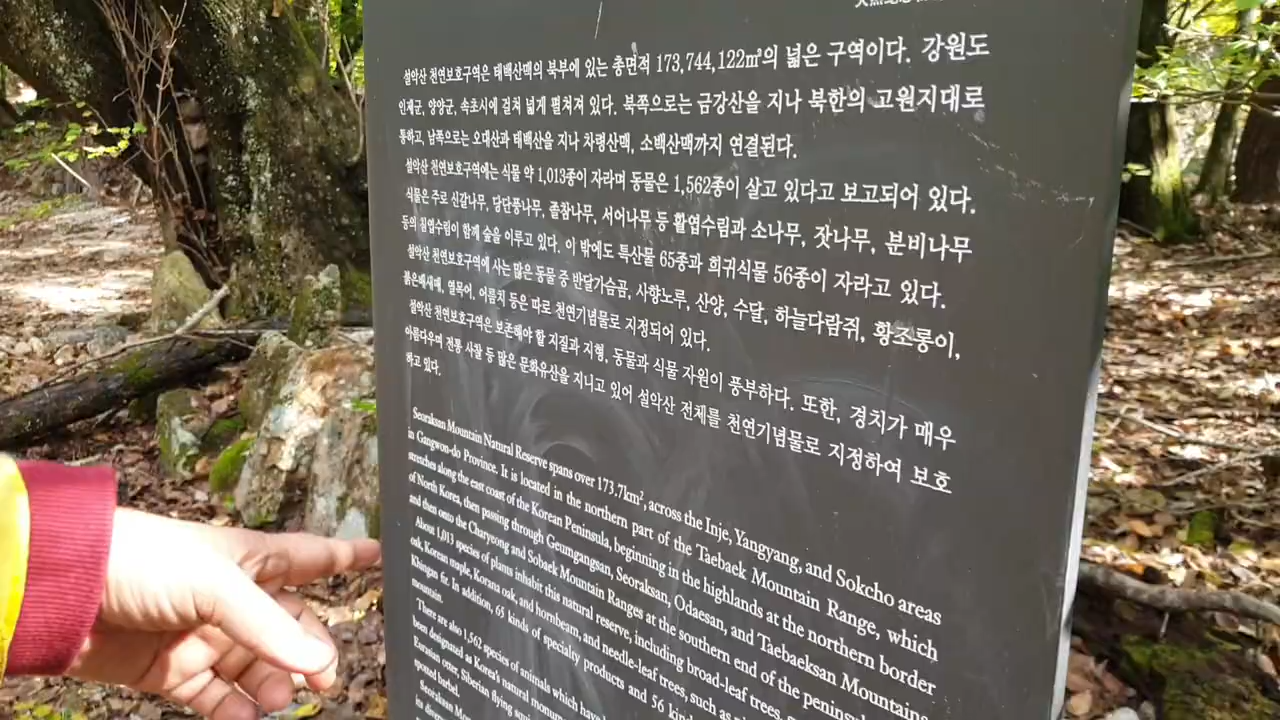 설악산 천연보호구역은 태백산맥의 북부에 있는 총면적 173,744,122㎡의 넓은 구역이다. 강원도
인제군, 양양군, 속초시에 걸쳐 넓게 펼쳐져 있다. 북쪽으로는 금강산을 지나 북한의 고원지대로
통하고, 남쪽으로는 오대산과 태백산을 지나 차령산맥, 소백산맥까지 연결된다.
설악산 천연보호구역에는 식물 약 1,013종이 자라며 동물은 1,562종이 살고 있다고 보고되어 있다.
식물은 주로 신갈나무, 당단풍나무, 졸참나무, 서어나무 등 활엽수림과 소나무, 잣나무, 분비나무
등의 침엽수림이 함께 숲을 이루고 있다. 이 밖에도 특산물 65종과 희귀식물 56종이 자라고 있다.
설악산 천연보호구역에 사는 많은 동물 중 반달가슴곰, 사향노루, 산양, 수달, 하늘다람쥐, 황조롱이,
붉은배새매, 열목어, 어름치 등은 따로 천연기념물로 지정되어 있다.
설악산 천연보호구역은 보존해야 할 지질과 지형, 동물과 식물 자원이 풍부하다. 또한, 경치가 매우
아름다우며 전통 사찰 등 많은 문화유산을 지니고 있어 설악산 전체를 천연기념물로 지정하여 보호
하고 있다.
Seoraksan Mountain Natural Reserve spans over 173.7km², across the Inje, Yangyang, and Sokcho areas
in Gangwon-do Province. It is located in the northern part of the Taebaek Mountain Range, which
stretches along the east coast of the Korean Peninsula, beginning in the highlands at the northern border
of North Korea, then passing through Geumgangsan, Seoraksan, Odaesan, and Taebaeksan Mountains
and then onto the Charyeong and Sobaek Mountain Ranges at the southern end of the peninsula.
About 1,013 species of plants inhabit this natural reserve, including broad-leaf trees,
oak, Korean maple, Korana oak, and hornbeam, and needle-leaf trees, such as
Khingan fir. In addition, 65 kinds of specialty products and 56
mountain.
There are also 1,562 species of animals which have
been designated as Korea's natural
Eurasian otter, Siberian flying
spotted barbel.
Seoraksan
its